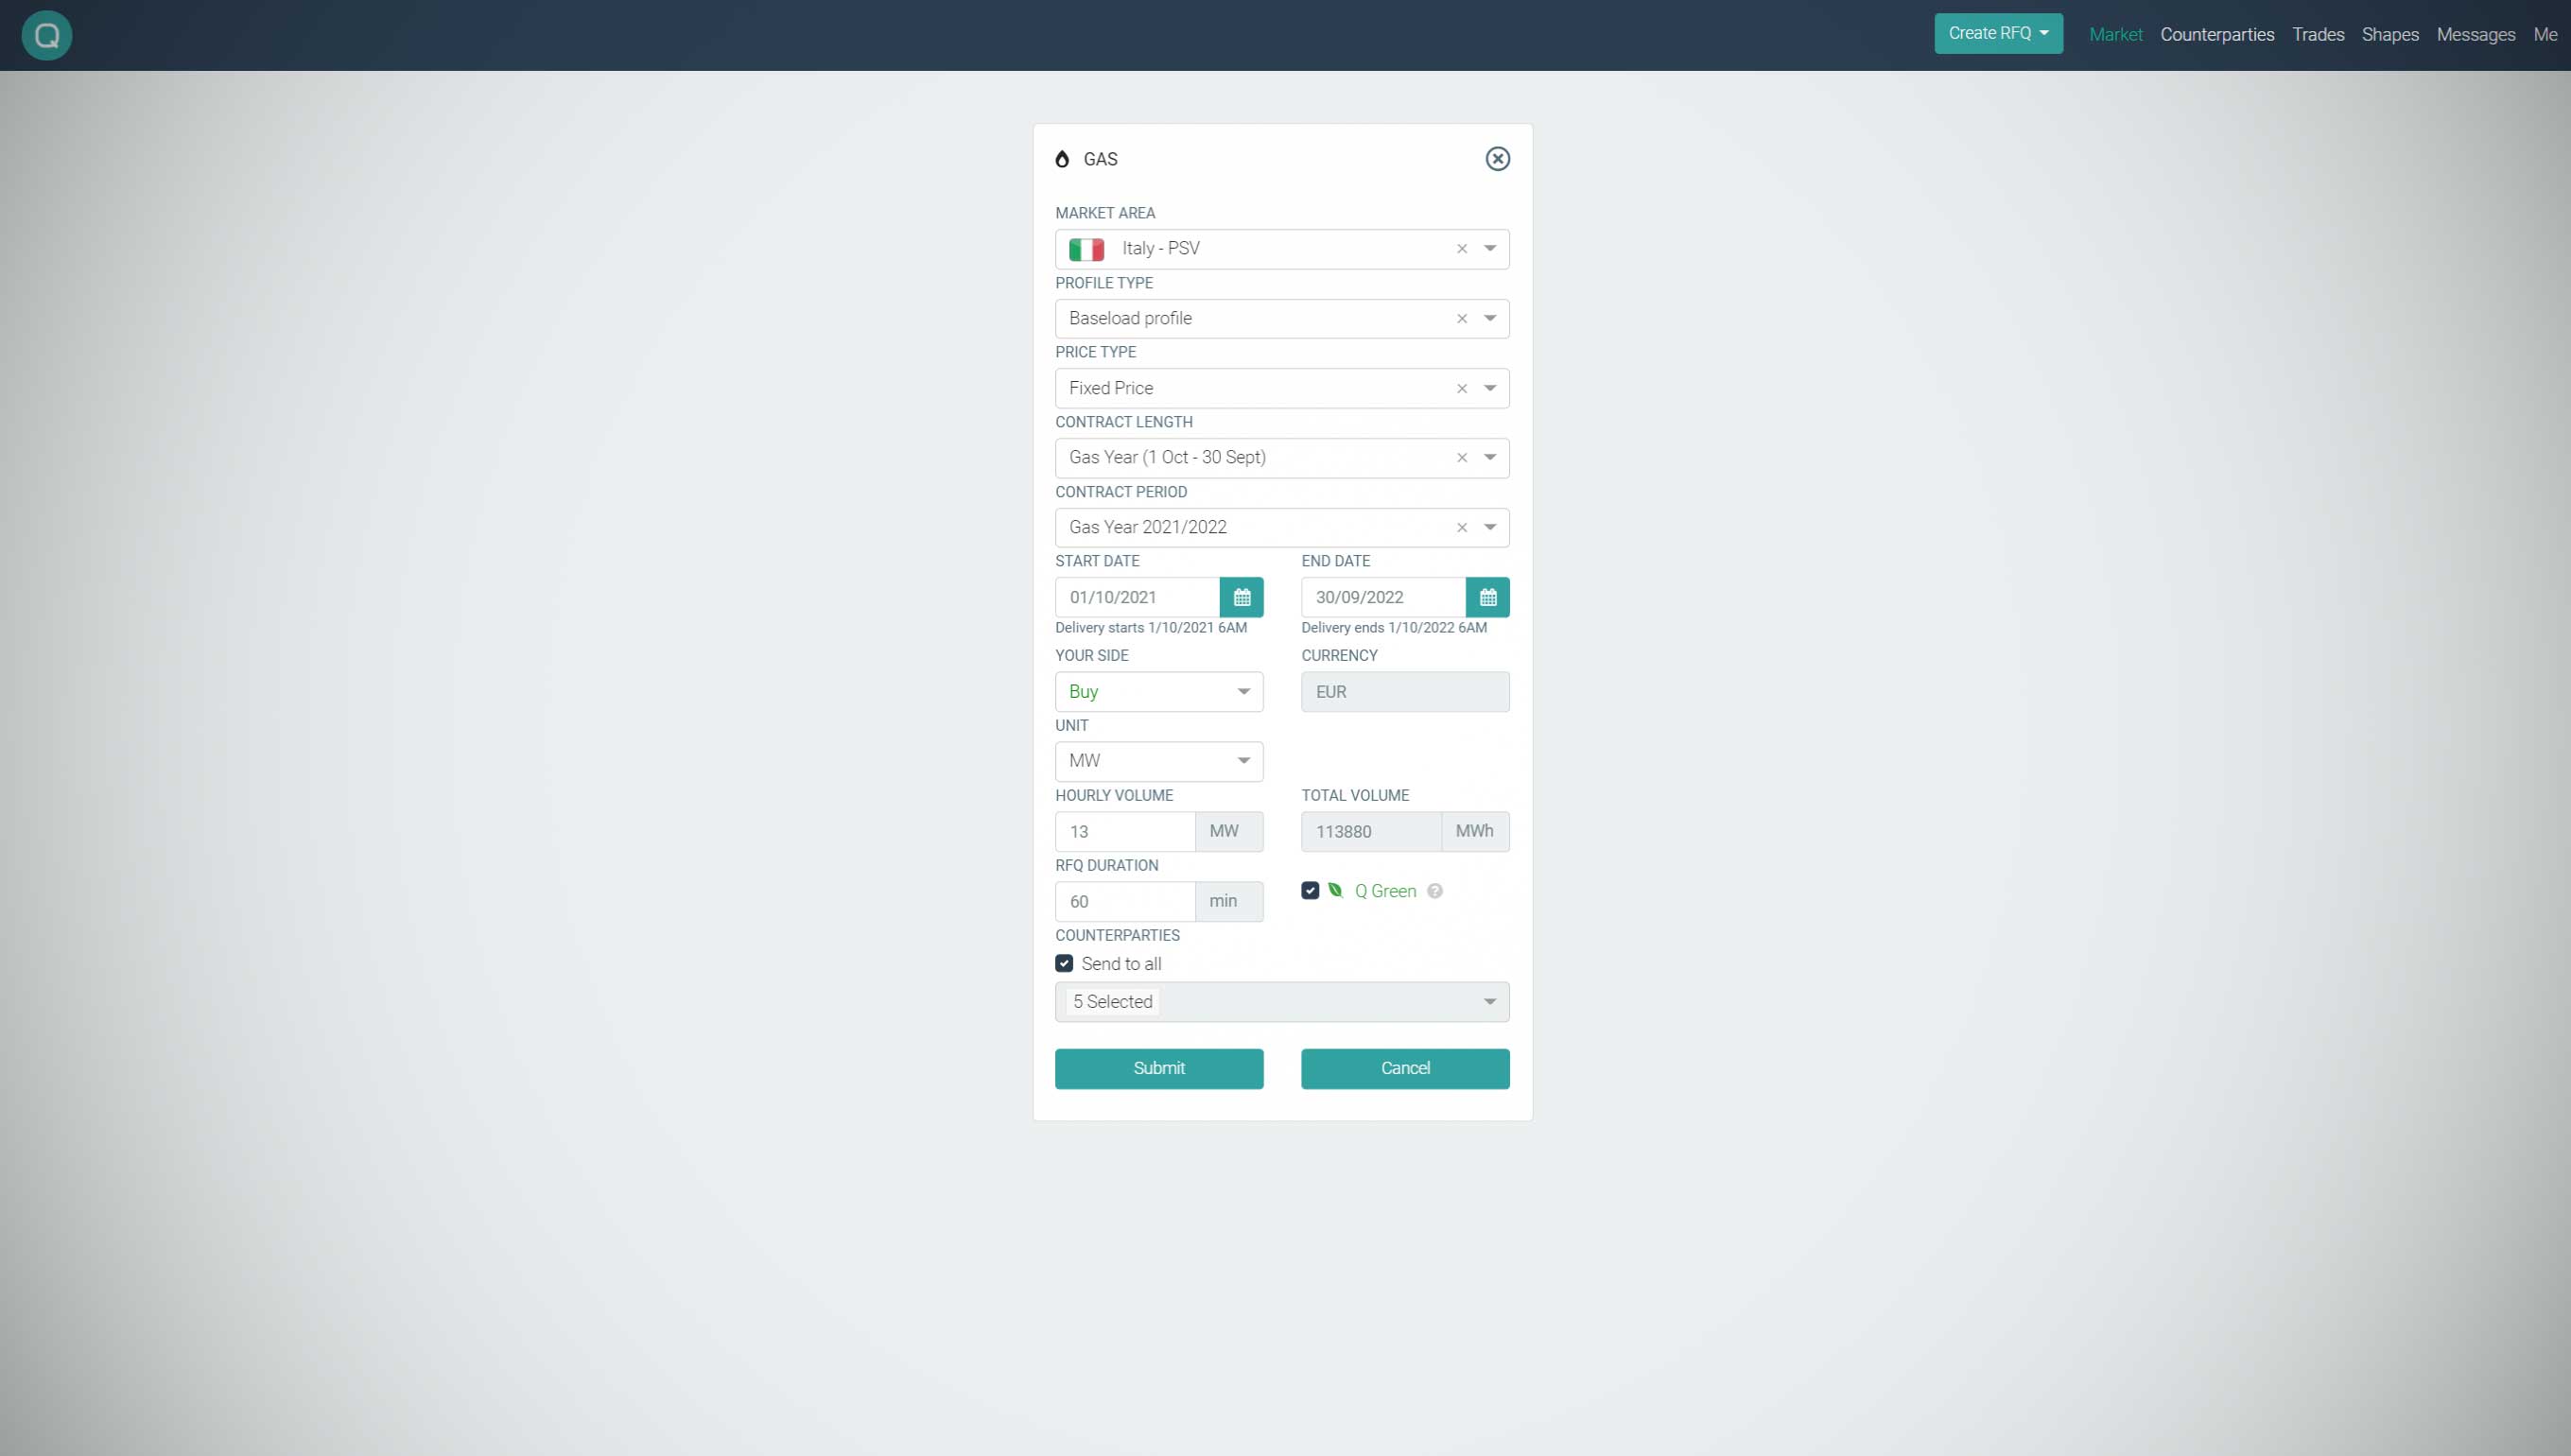 Q
Create RFQ Market Counterparties Trades Shapes Messages Me
GAS
MARKET AREA
Italy - PSV
PROFILE TYPE
Baseload profile
PRICE TYPE
Fixed Price
CONTRACT LENGTH
Gas Year (1 Oct - 30 Sept)
CONTRACT PERIOD
Gas Year 2021/2022
START DATE END DATE
01/10/2021 30/09/2022
Delivery starts 1/10/2021 6AM Delivery ends 1/10/2022 6AM
YOUR SIDE CURRENCY
Buy EUR
UNIT
MW
HOURLY VOLUME TOTAL VOLUME
13 MW 113880 MWh
RFQ DURATION
60 min Q Green ?
COUNTERPARTIES
Send to all
5 Selected
Submit Cancel